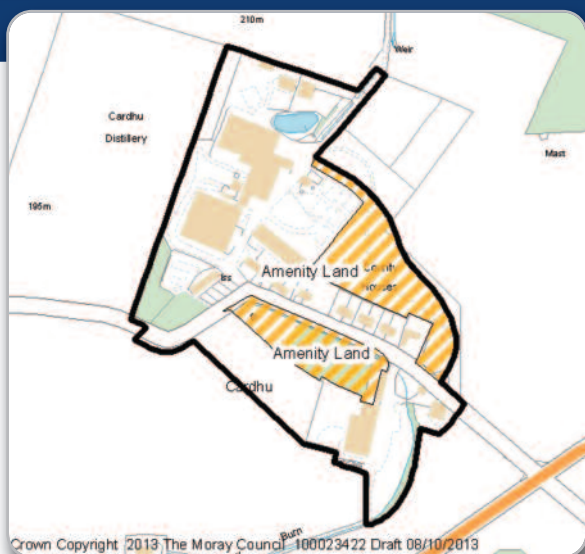 210m
Weir
Cardhu
Distillery
Mast
195m
Amenity Land
Houses
Amenity Land
Cardhu
Burn
Crown Copyright 2013 The Moray Council 100023422 Draft 08/10/2013